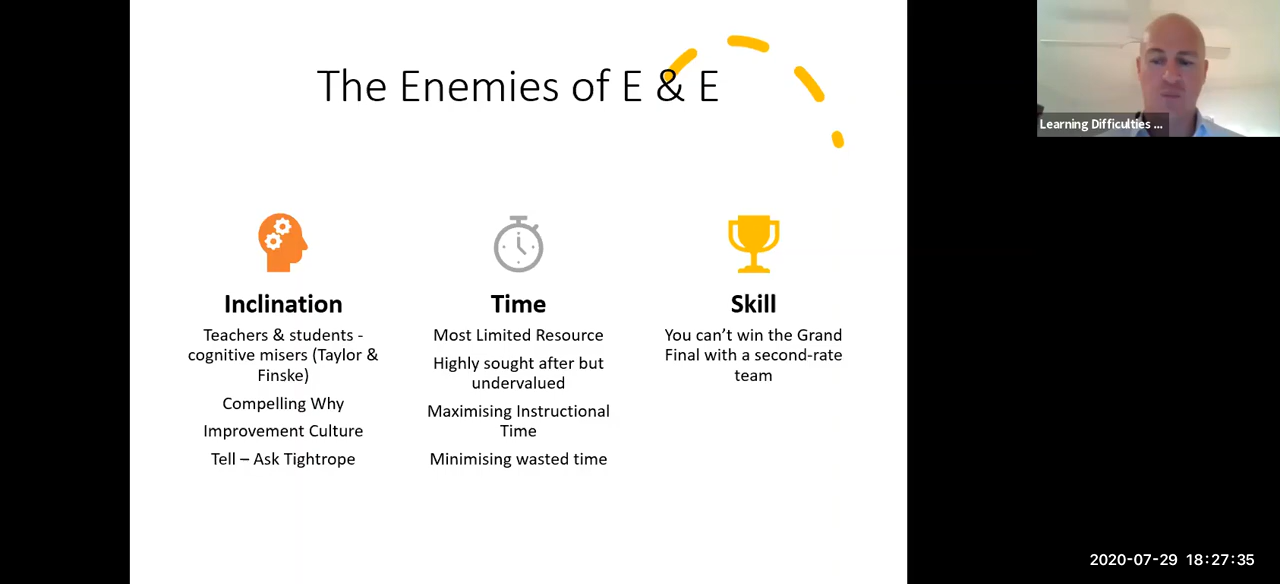 The Enemies of E & E
Learning Difficulties ...
Inclination
Teachers & students -
cognitive misers (Taylor &
Finske)
Compelling Why
Improvement Culture
Tell – Ask Tightrope
Time
Most Limited Resource
Highly sought after but
undervalued
Maximising Instructional
Time
Minimising wasted time
Skill
You can’t win the Grand
Final with a second-rate
team
2020-07-29 18:27:35